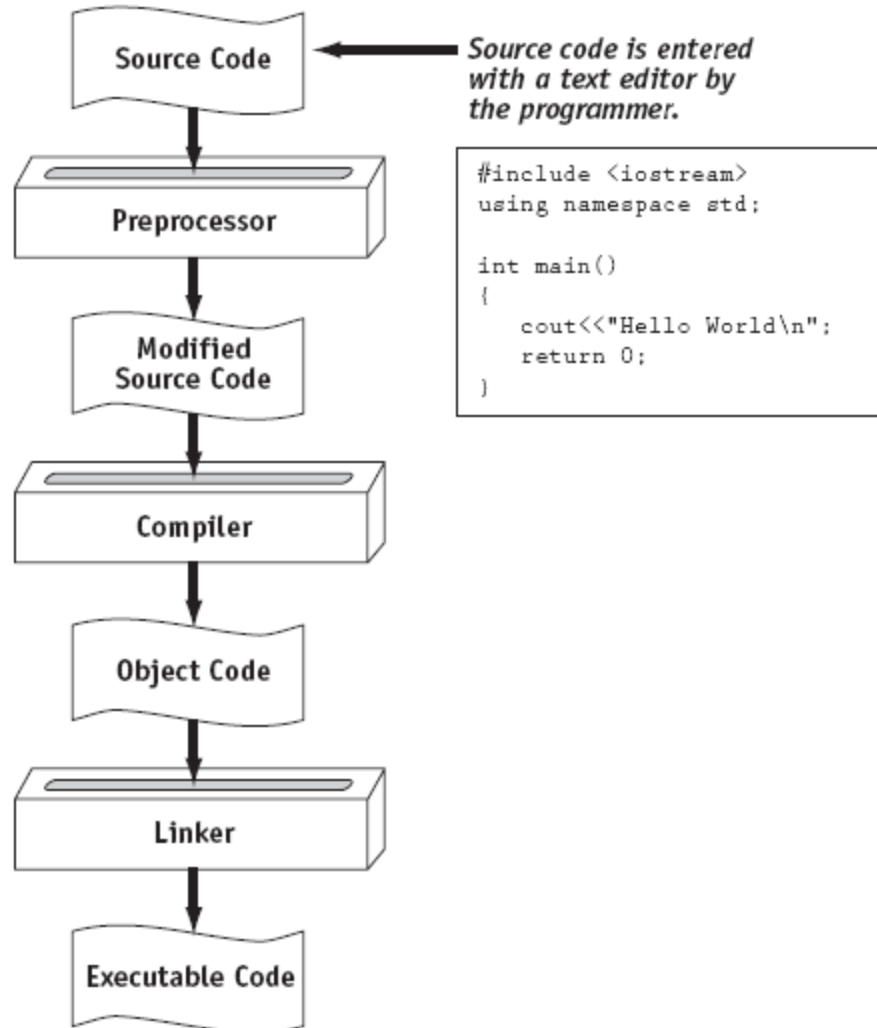 Source Code
Source code is entered
with a text editor by
the programmer.
#include <iostream>
using namespace std;
int main()
{
cout<<"Hello World\n";
return 0;
}
Preprocessor
Modified
Source Code
Compiler
Object Code
Linker
Executable Code